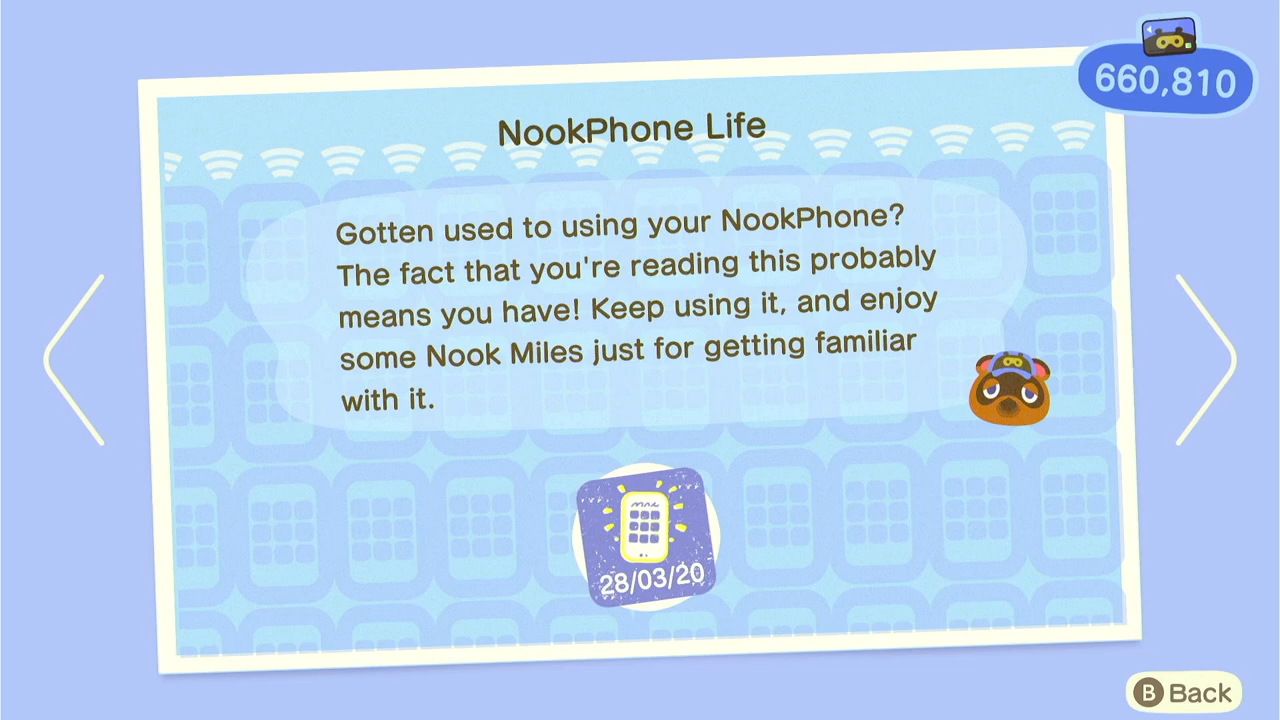 660,810
NookPhone Life
Gotten used to using your NookPhone?
The fact that you're reading this probably
means you have! Keep using it, and enjoy
some Nook Miles just for getting familiar
with it.
28/03/20
B Back